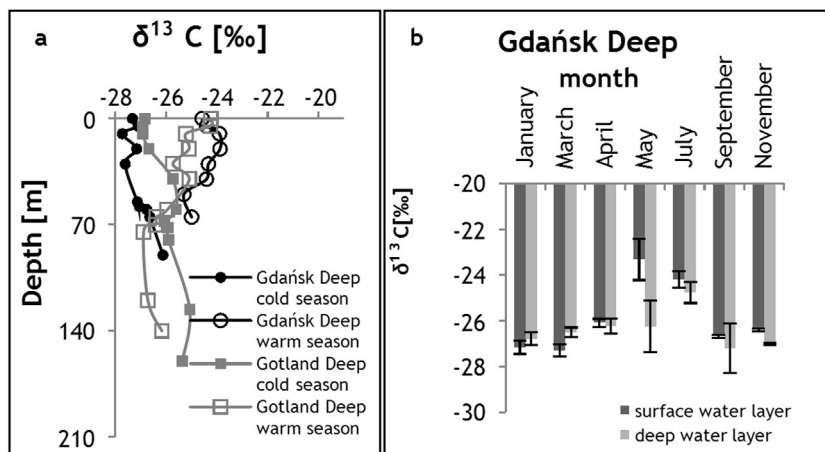 a
δ¹³ C [‰]
-28 -26 -24 -22 -20
0
70
140
210
Depth [m]
Gdańsk Deep
cold season
Gdańsk Deep
warm season
Gotland Deep
cold season
Gotland Deep
warm season
b
Gdańsk Deep
month
January
March
April
May
July
September
November
δ¹³ C[‰]
-20
-22
-24
-26
-28
-30
surface water layer
deep water layer